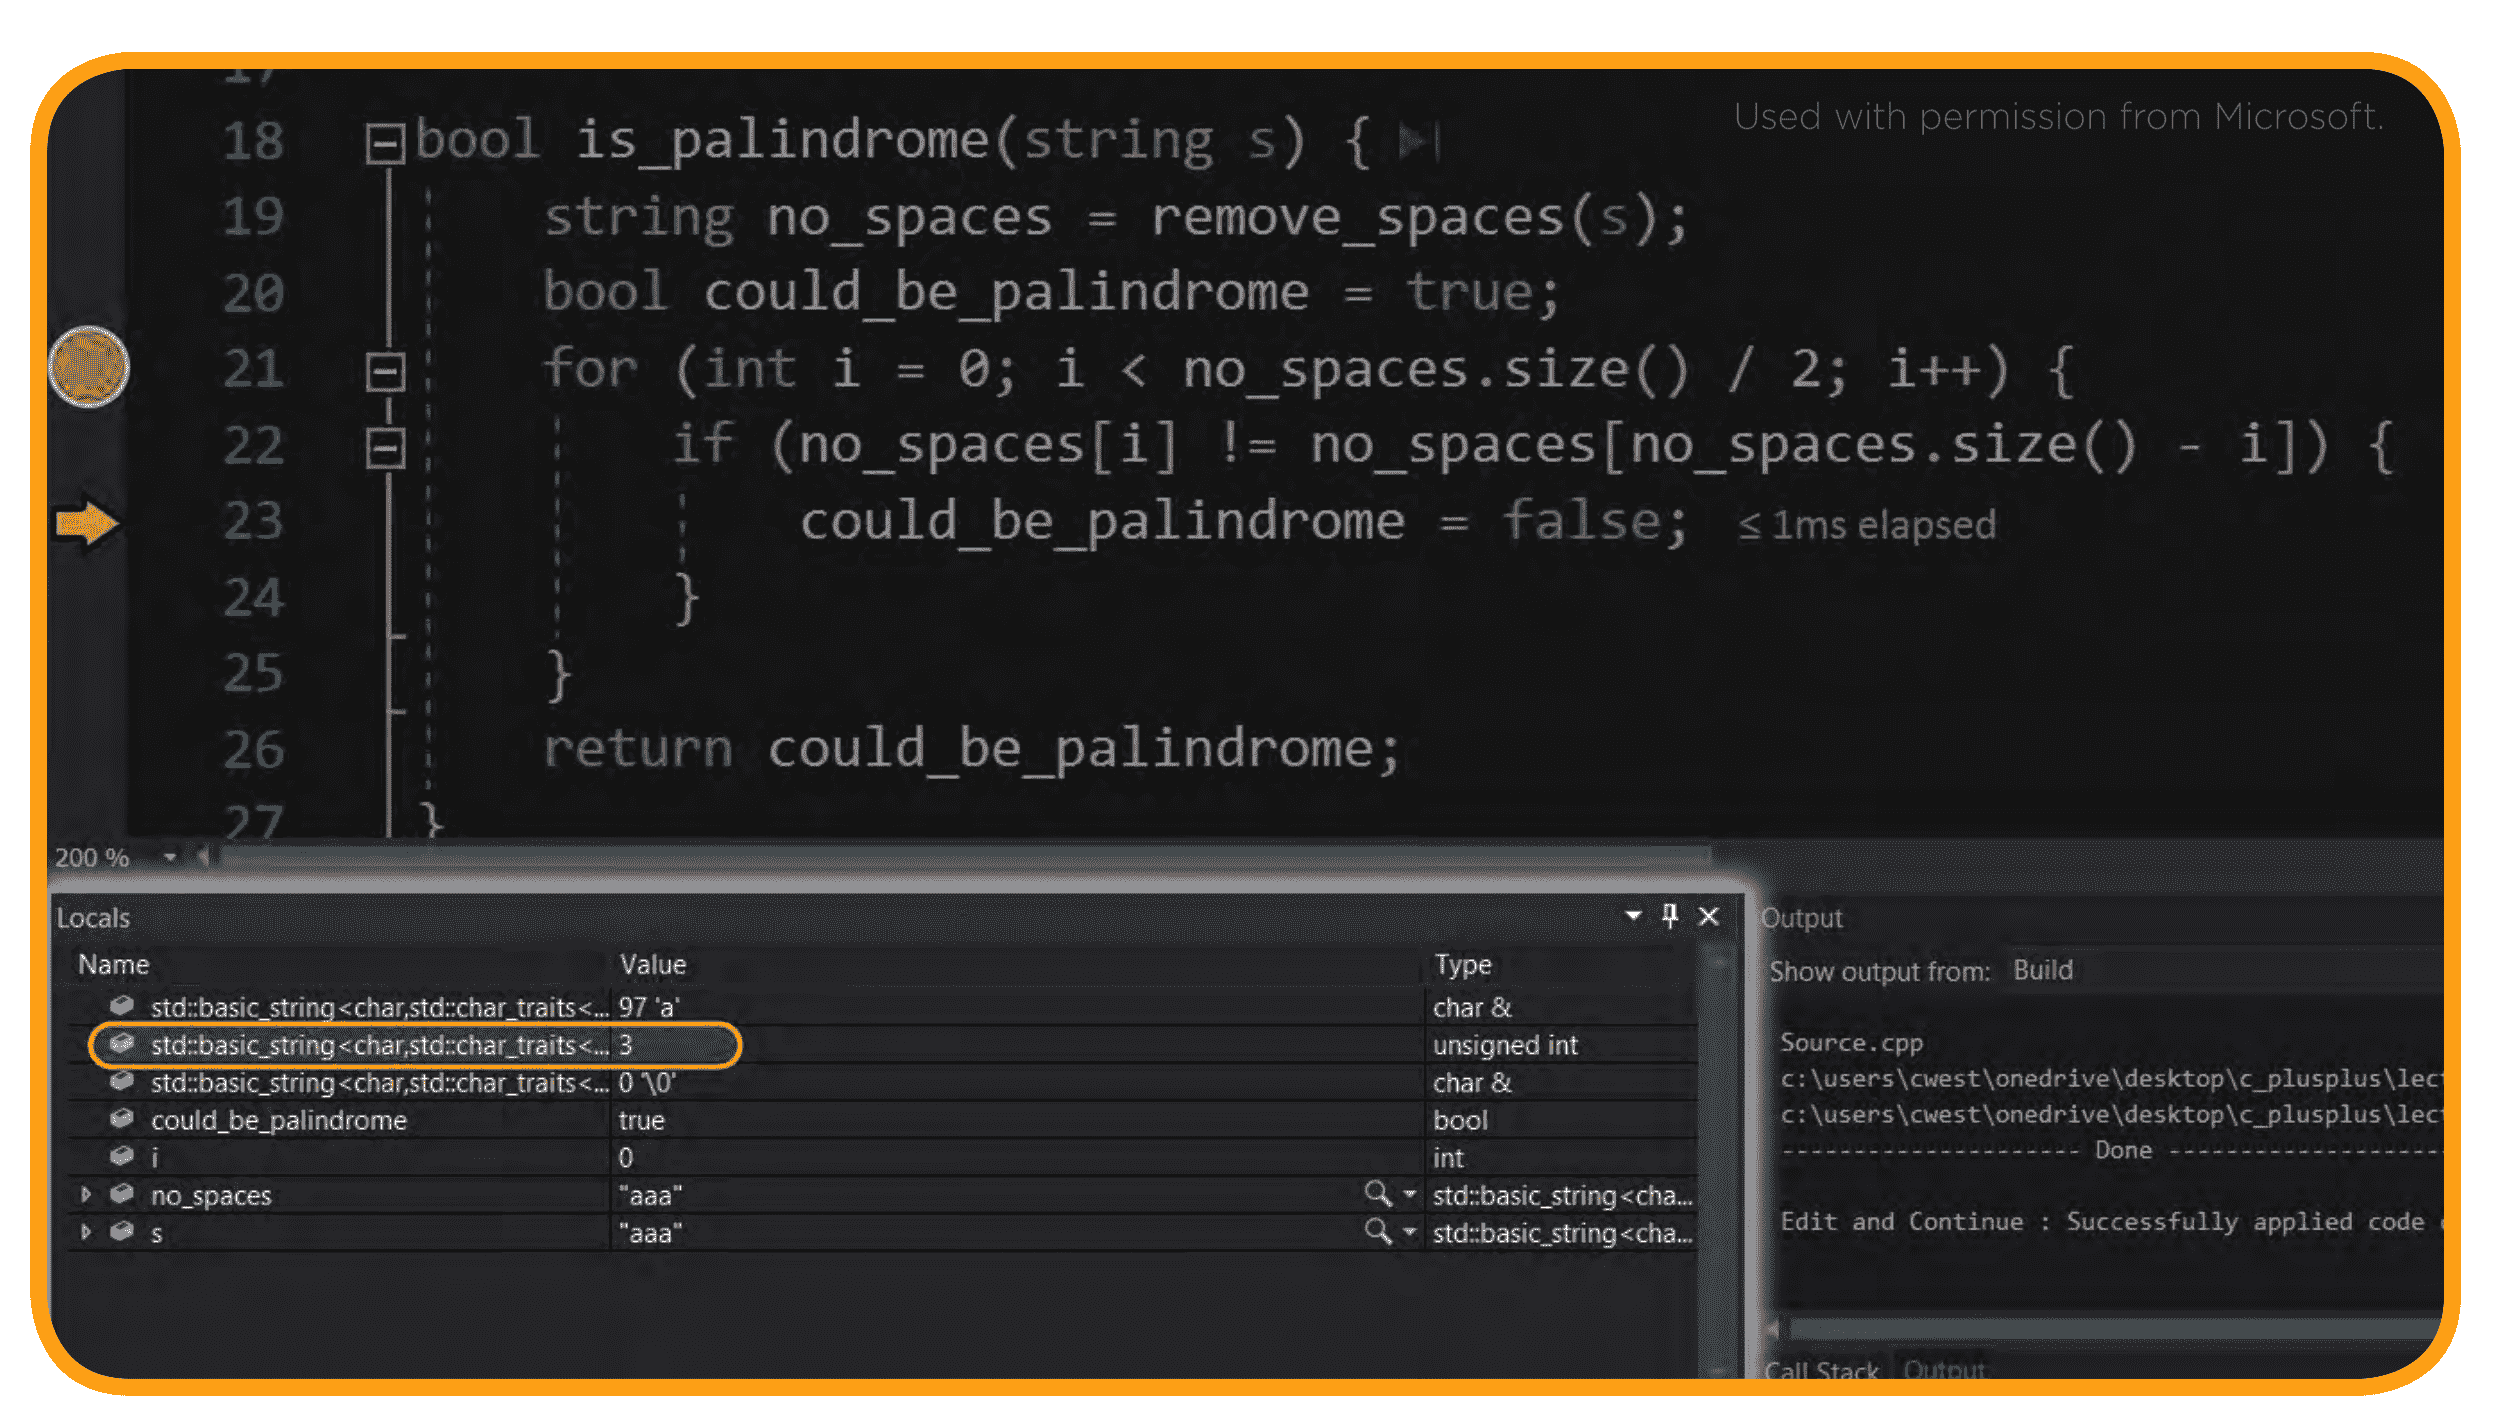 Used with permission from Microsoft.
17
18 bool is_palindrome(string s) {
19 string no_spaces = remove_spaces(s);
20 bool could_be_palindrome = true;
21 for (int i = 0; i < no_spaces.size() / 2; i++) {
22 if (no_spaces[i] != no_spaces[no_spaces.size() - i]) {
23 could_be_palindrome = false; ≤ 1ms elapsed
24 }
25 }
26 return could_be_palindrome;
27 }
200 %
Locals
Name Value Type
std::basic_string<char,std::char_traits<... 97 'a' char &
std::basic_string<char,std::char_traits<... 3 unsigned int
std::basic_string<char,std::char_traits<... 0 '\0' char &
could_be_palindrome true bool
i 0 int
no_spaces "aaa" std::basic_string<cha...
s "aaa" std::basic_string<cha...
Output
Show output from: Build
Source.cpp
c:\users\cwest\onedrive\desktop\c_plusplus\lect
c:\users\cwest\onedrive\desktop\c_plusplus\lect
--------------------- Done ---------------------
Edit and Continue : Successfully applied code
Call Stack Output